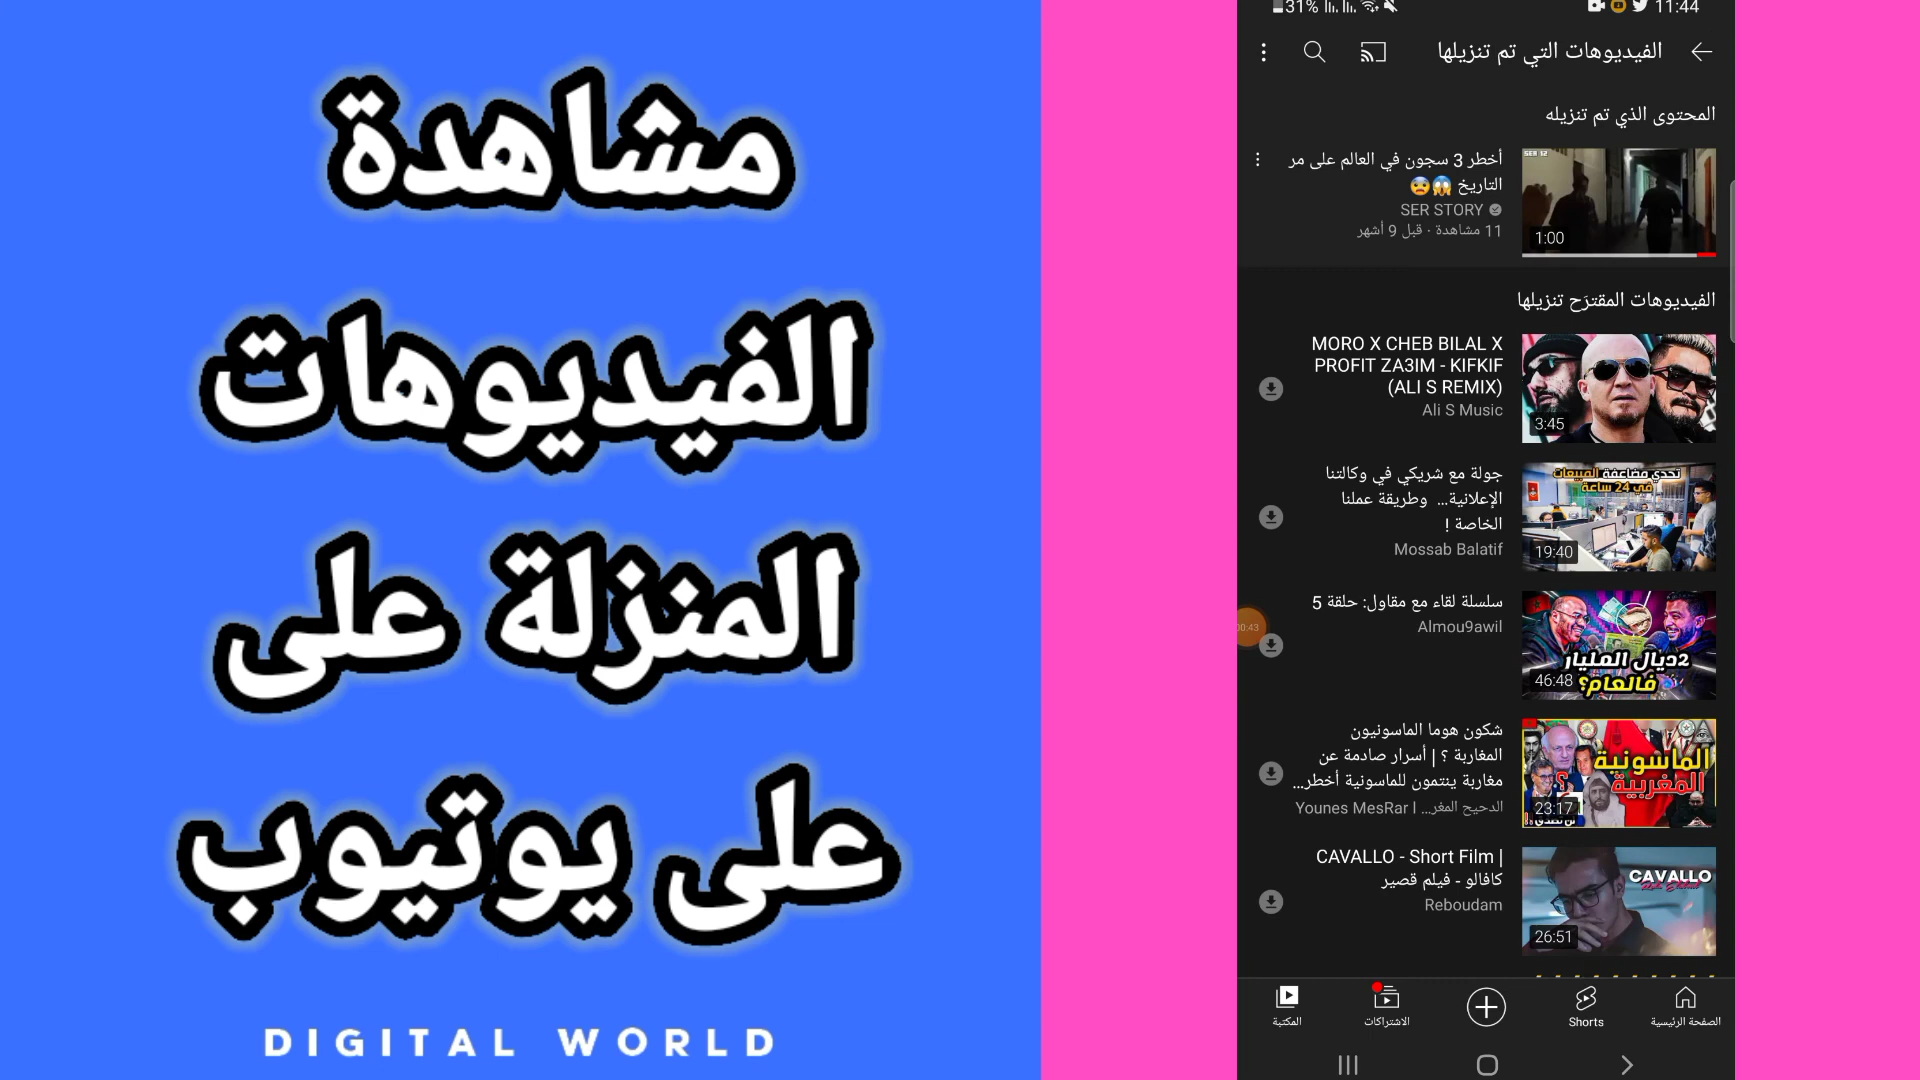 مشاهدة
الفيديوهات
المنزلة على
على يوتيوب
DIGITAL WORLD
31% 11:44
الفيديوهات التي تم تنزيلها
المحتوى الذي تم تنزيله
SER 12
1:00
أخطر 3 سجون في العالم على مر
التاريخ 😱😨
SER STORY
11 مشاهدة · قبل 9 أشهر
الفيديوهات المقترَح تنزيلها
3:45
MORO X CHEB BILAL X
PROFIT ZA3IM - KIFKIF
(ALI S REMIX)
Ali S Music
تحدي مضاعفة المبيعات
في 24 ساعة
19:40
جولة مع شريكي في وكالتنا
الإعلانية... وطريقة عملنا
الخاصة !
Mossab Balatif
2ديال المليار
فالعام؟
46:48
سلسلة لقاء مع مقاول: حلقة 5
Almou9awil
00:43
الماسونية
المغربية
؟
23:17
شكون هوما الماسونيون
المغاربة ؟ | أسرار صادمة عن
مغاربة ينتمون للماسونية أخطر...
الدحيح المغر... Younes MesRar I
CAVALLO
26:51
CAVALLO - Short Film |
كافالو - فيلم قصير
Reboudam
الصفحة الرئيسية
Shorts
الاشتراكات
المكتبة